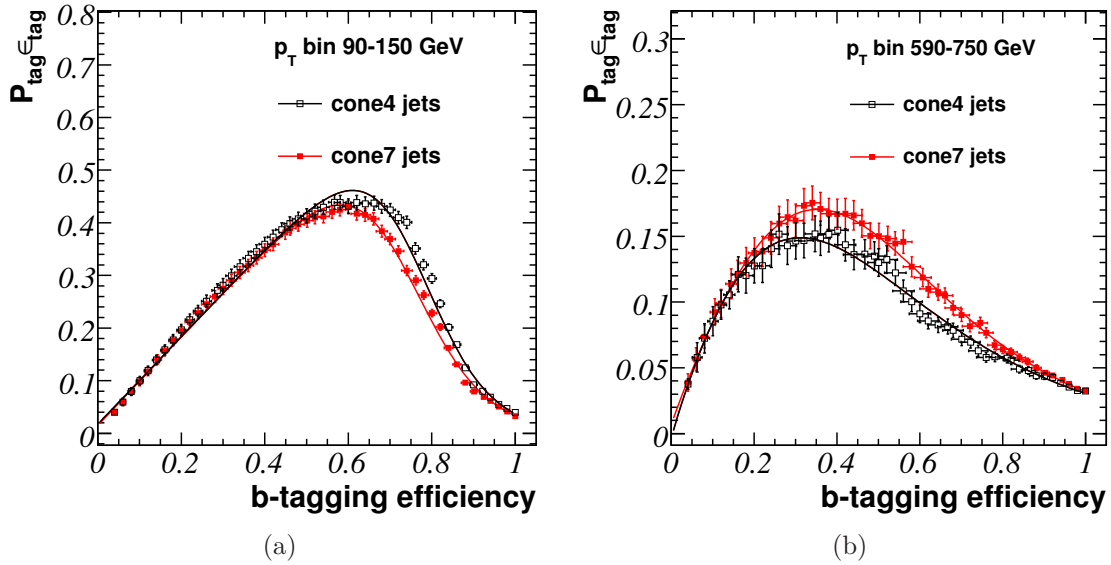 P_tag ϵ_tag
p_T bin 90-150 GeV
cone4 jets
cone7 jets
0.8
0.7
0.6
0.5
0.4
0.3
0.2
0.1
0
0 0.2 0.4 0.6 0.8 1
b-tagging efficiency
(a)
P_tag ϵ_tag
p_T bin 590-750 GeV
cone4 jets
cone7 jets
0.3
0.25
0.2
0.15
0.1
0.05
0
0 0.2 0.4 0.6 0.8 1
b-tagging efficiency
(b)